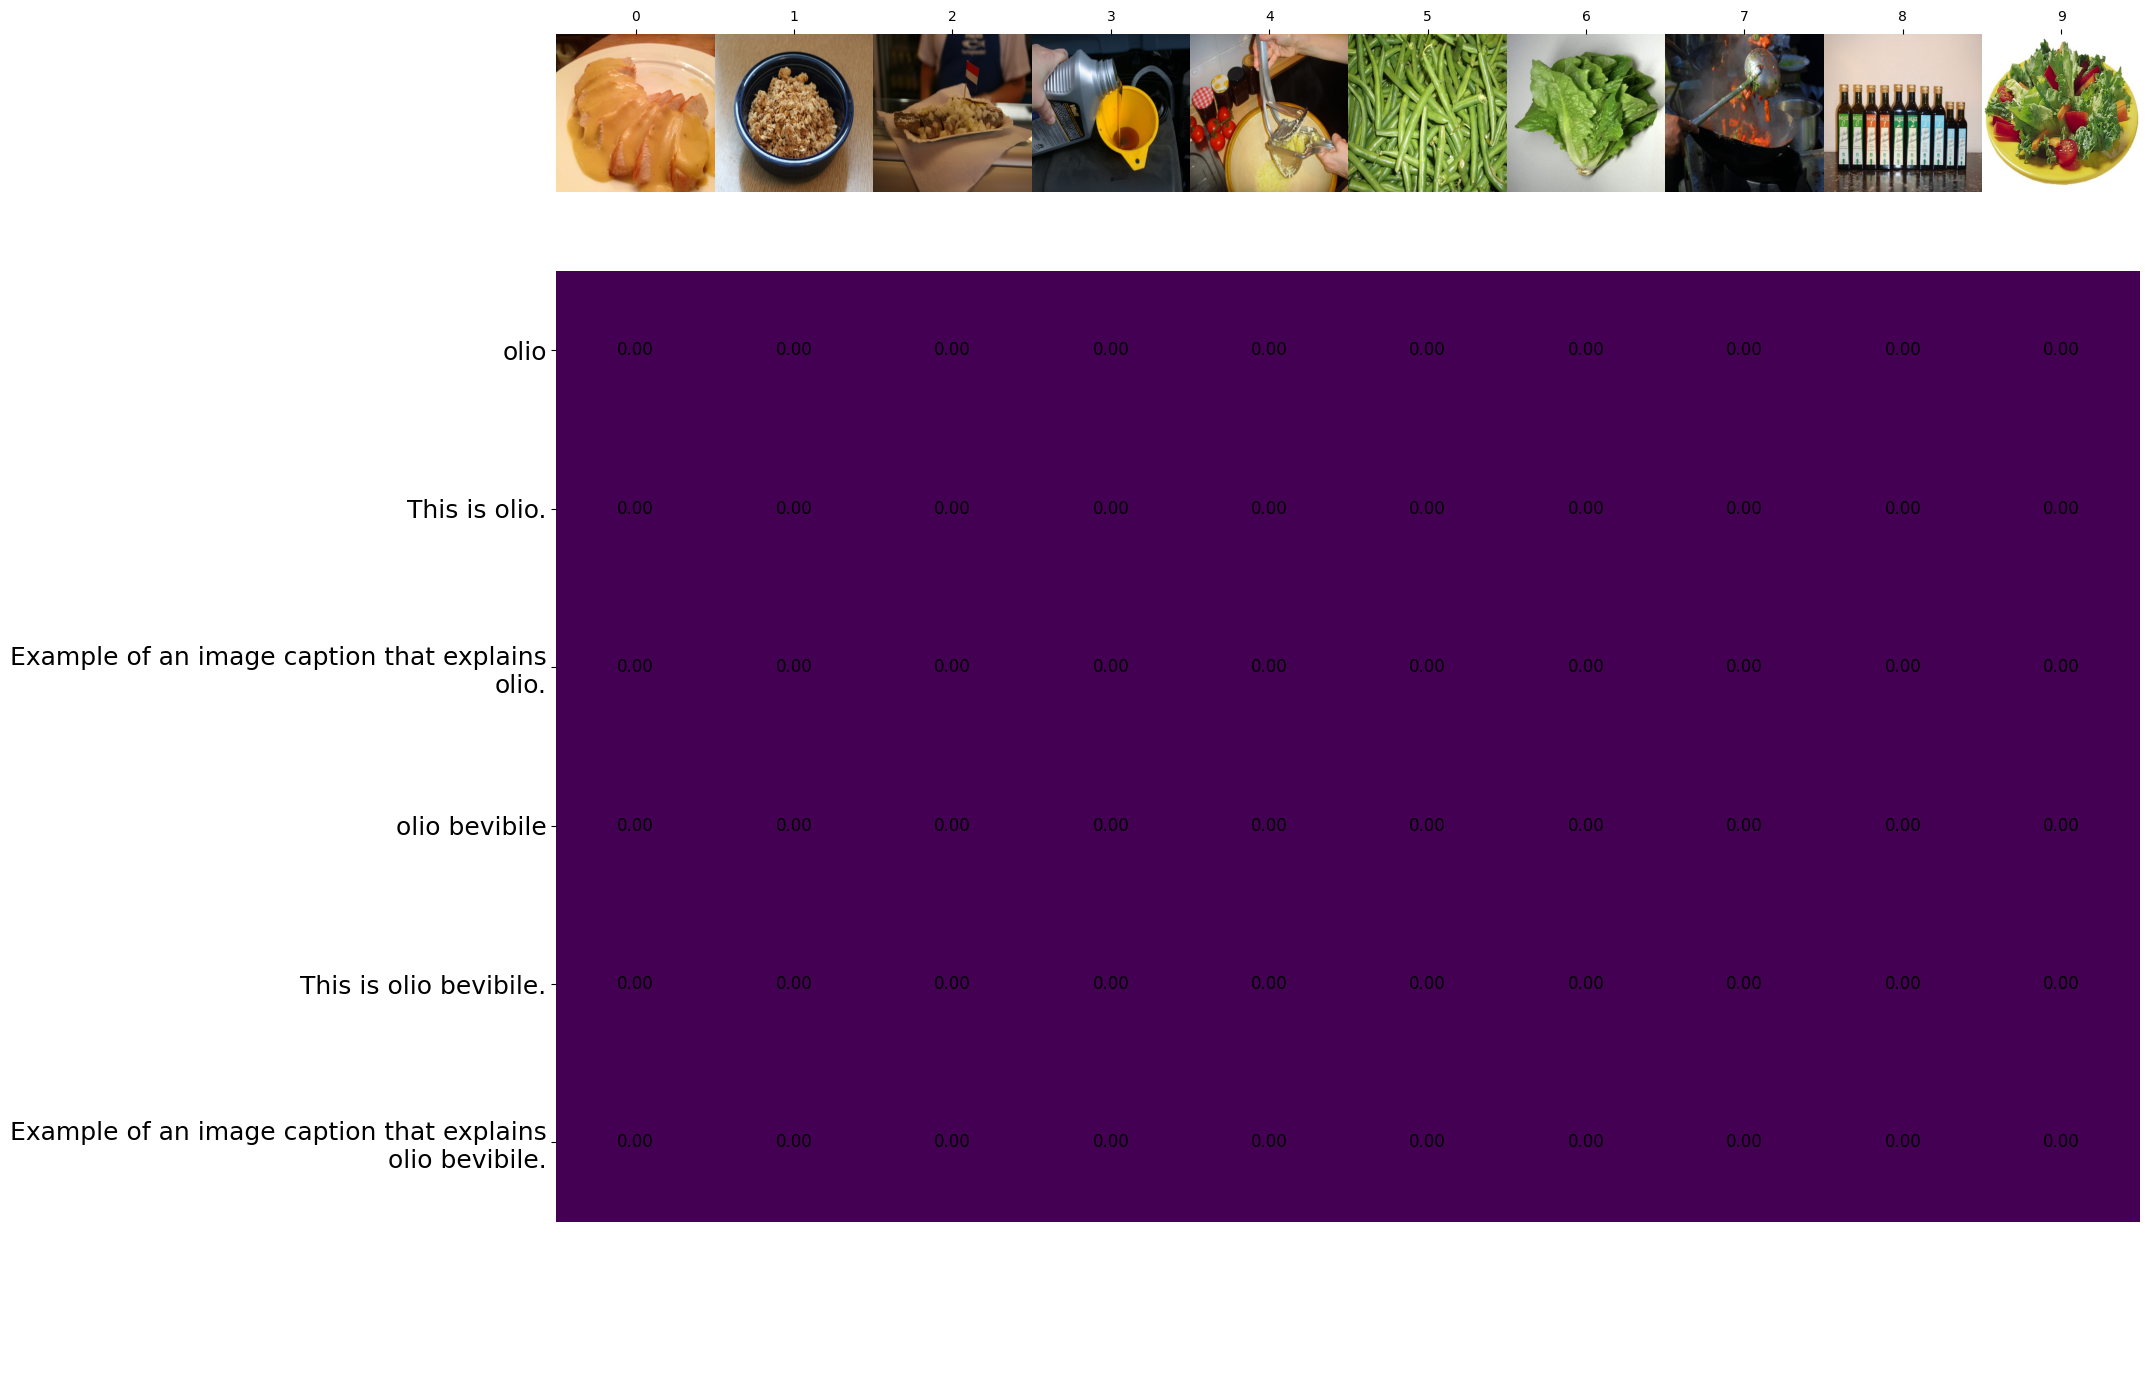 0 1 2 3 4 5 6 7 8 9
olio 0.00 0.00 0.00 0.00 0.00 0.00 0.00 0.00 0.00 0.00
This is olio. 0.00 0.00 0.00 0.00 0.00 0.00 0.00 0.00 0.00 0.00
Example of an image caption that explains
olio. 0.00 0.00 0.00 0.00 0.00 0.00 0.00 0.00 0.00 0.00
olio bevibile 0.00 0.00 0.00 0.00 0.00 0.00 0.00 0.00 0.00 0.00
This is olio bevibile. 0.00 0.00 0.00 0.00 0.00 0.00 0.00 0.00 0.00 0.00
Example of an image caption that explains
olio bevibile. 0.00 0.00 0.00 0.00 0.00 0.00 0.00 0.00 0.00 0.00